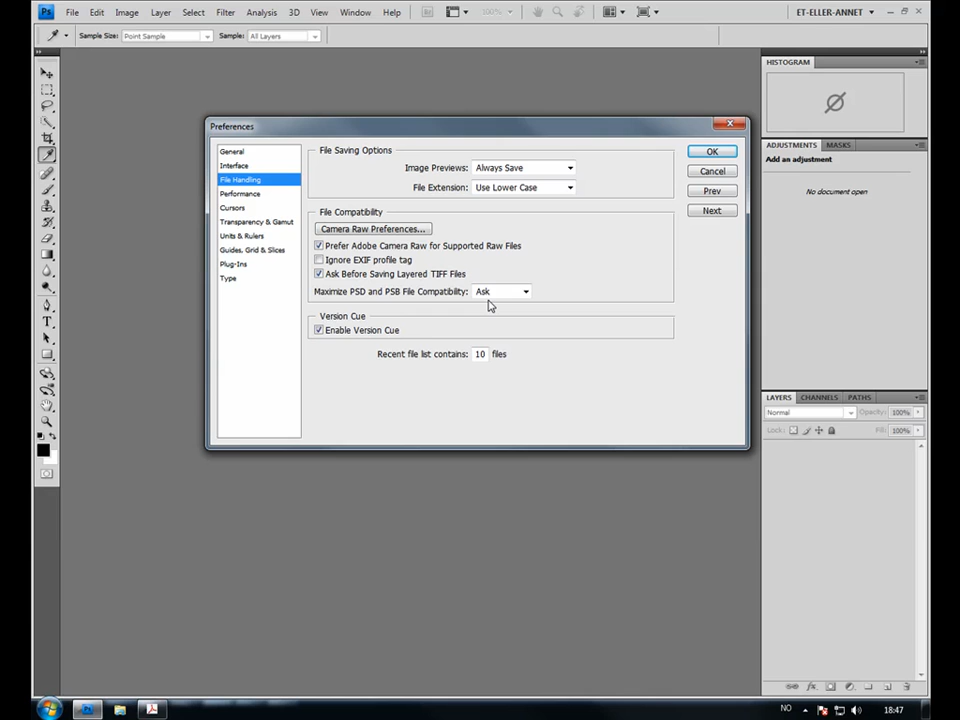 Ps File Edit Image Layer Select Filter Analysis 3D View Window Help Br 100% ET-ELLER-ANNET
Sample Size: Point Sample Sample: All Layers
HISTOGRAM
ADJUSTMENTS MASKS
Add an adjustment
No document open
Preferences
General
Interface
File Handling
Performance
Cursors
Transparency & Gamut
Units & Rulers
Guides, Grid & Slices
Plug-Ins
Type
File Saving Options
Image Previews: Always Save
File Extension: Use Lower Case
File Compatibility
Camera Raw Preferences...
Prefer Adobe Camera Raw for Supported Raw Files
Ignore EXIF profile tag
Ask Before Saving Layered TIFF Files
Maximize PSD and PSB File Compatibility: Ask
Version Cue
Enable Version Cue
Recent file list contains: 10 files
OK
Cancel
Prev
Next
LAYERS CHANNELS PATHS
Normal Opacity: 100%
Lock: Fill: 100%
Ps NO 18:47